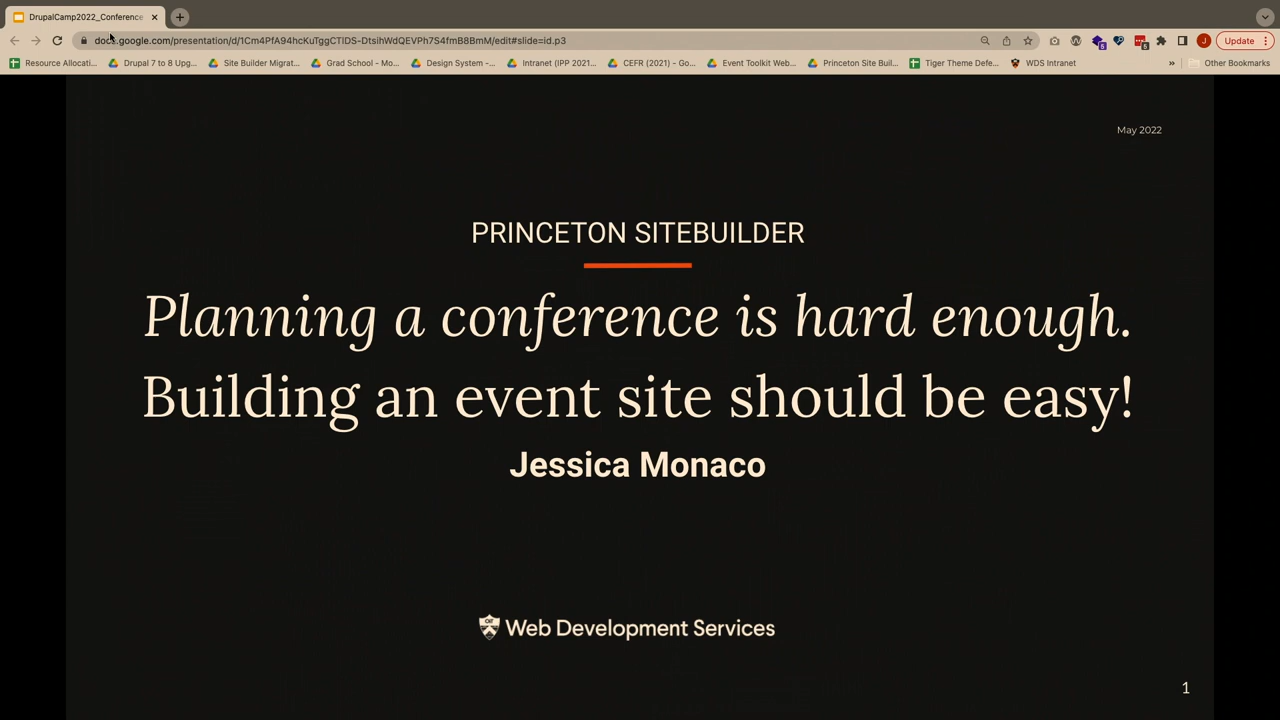 DrupalCamp2022_Conference
docs.google.com/presentation/d/1Cm4PfA94hcKuTggCTlDS-DtsihWdQEVPh7S4fmB8BmM/edit#slide=id.p3
5
6
J
Update
Resource Allocati...
Drupal 7 to 8 Upg...
Site Builder Migrat...
Grad School - Mo...
Design System -...
Intranet (IPP 2021...
CEFR (2021) - Go...
Event Toolkit Web...
Princeton Site Buil...
Tiger Theme Defe...
WDS Intranet
»
Other Bookmarks
May 2022
PRINCETON SITEBUILDER
Planning a conference is hard enough.
Building an event site should be easy!
Jessica Monaco
Web Development Services
1